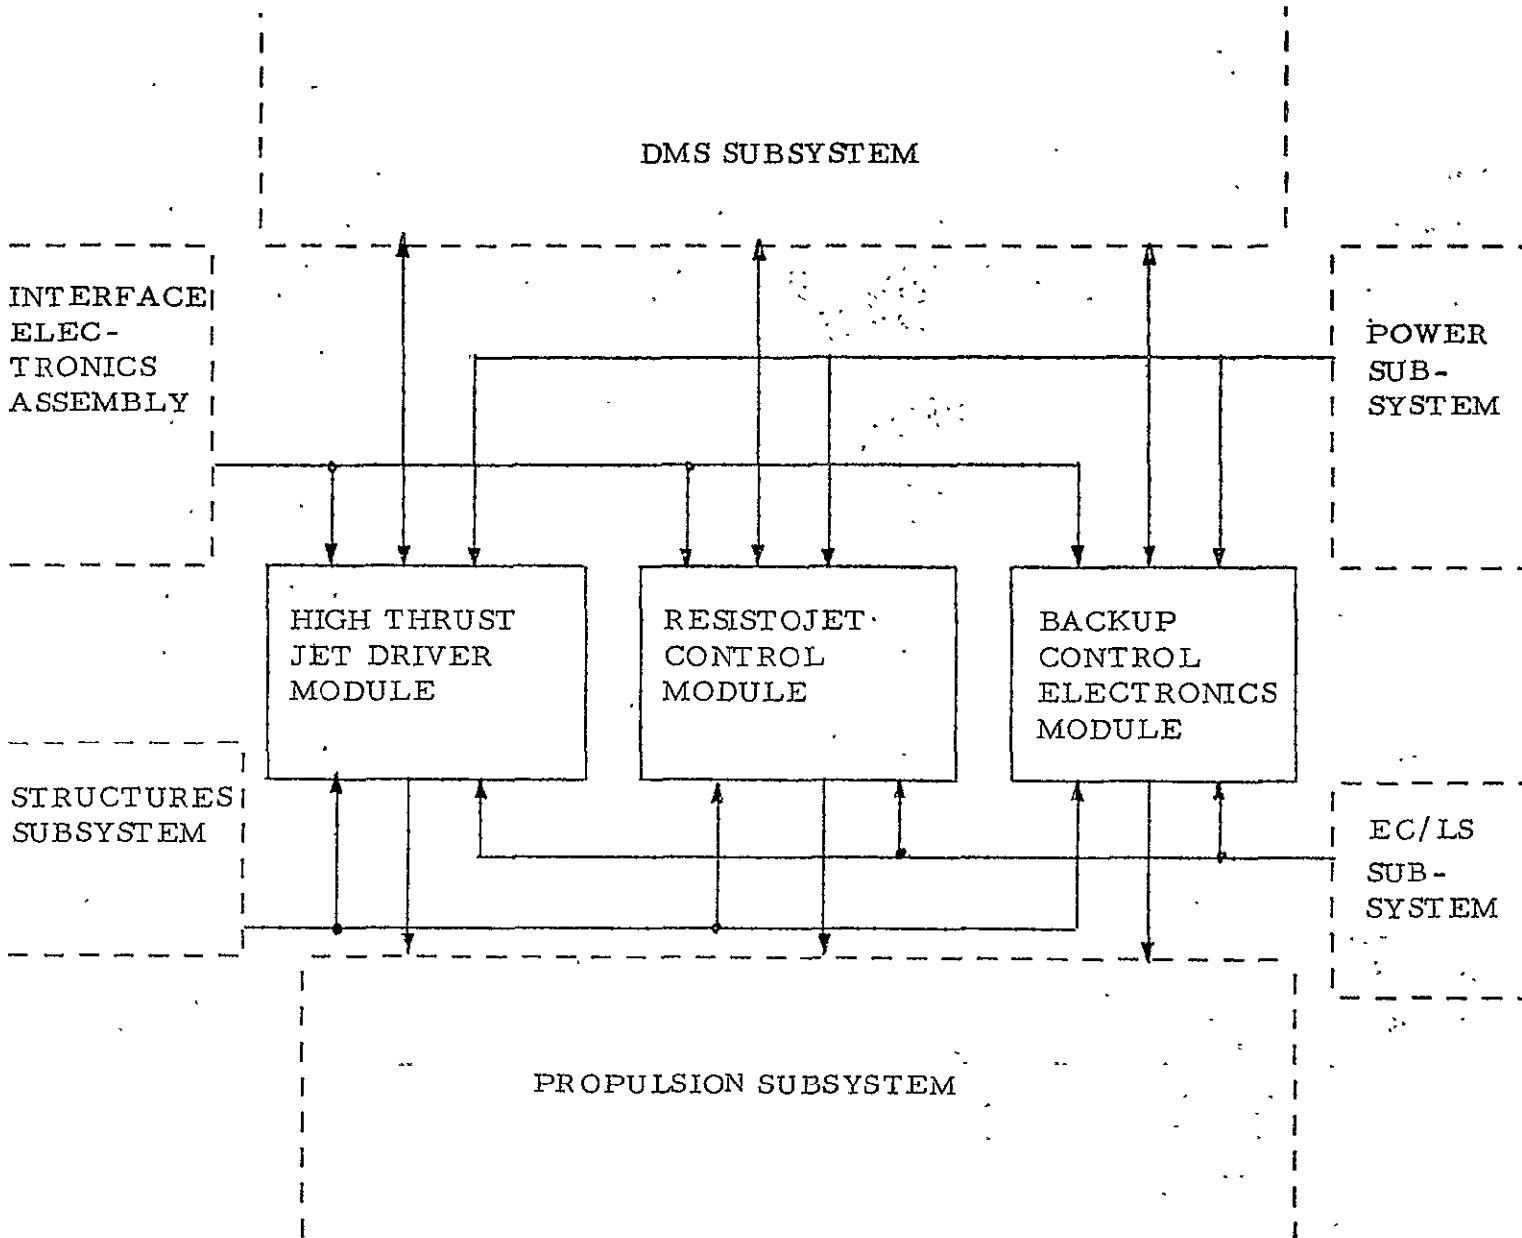 DMS SUBSYSTEM
INTERFACE
ELEC-
TRONICS
ASSEMBLY
POWER
SUB-
SYSTEM
HIGH THRUST
JET DRIVER
MODULE
RESISTOJET
CONTROL
MODULE
BACKUP
CONTROL
ELECTRONICS
MODULE
STRUCTURES
SUBSYSTEM
EC/LS
SUB-
SYSTEM
PROPULSION SUBSYSTEM